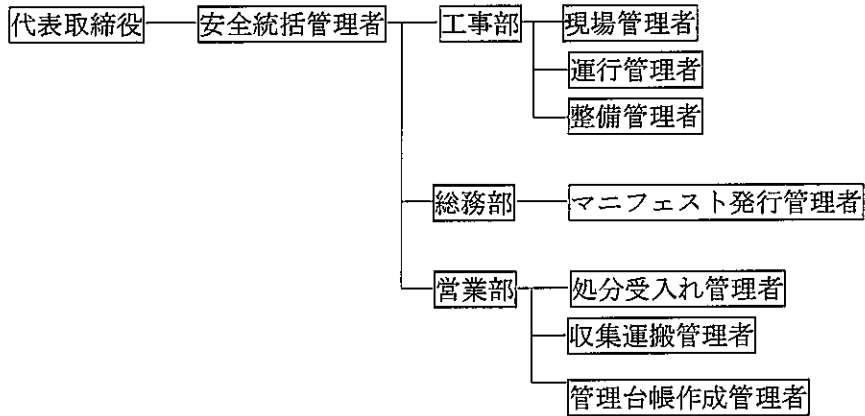 代表取締役 安全統括管理者 工事部 現場管理者
運行管理者
整備管理者
総務部 マニフェスト発行管理者
営業部 処分受入れ管理者
収集運搬管理者
管理台帳作成管理者